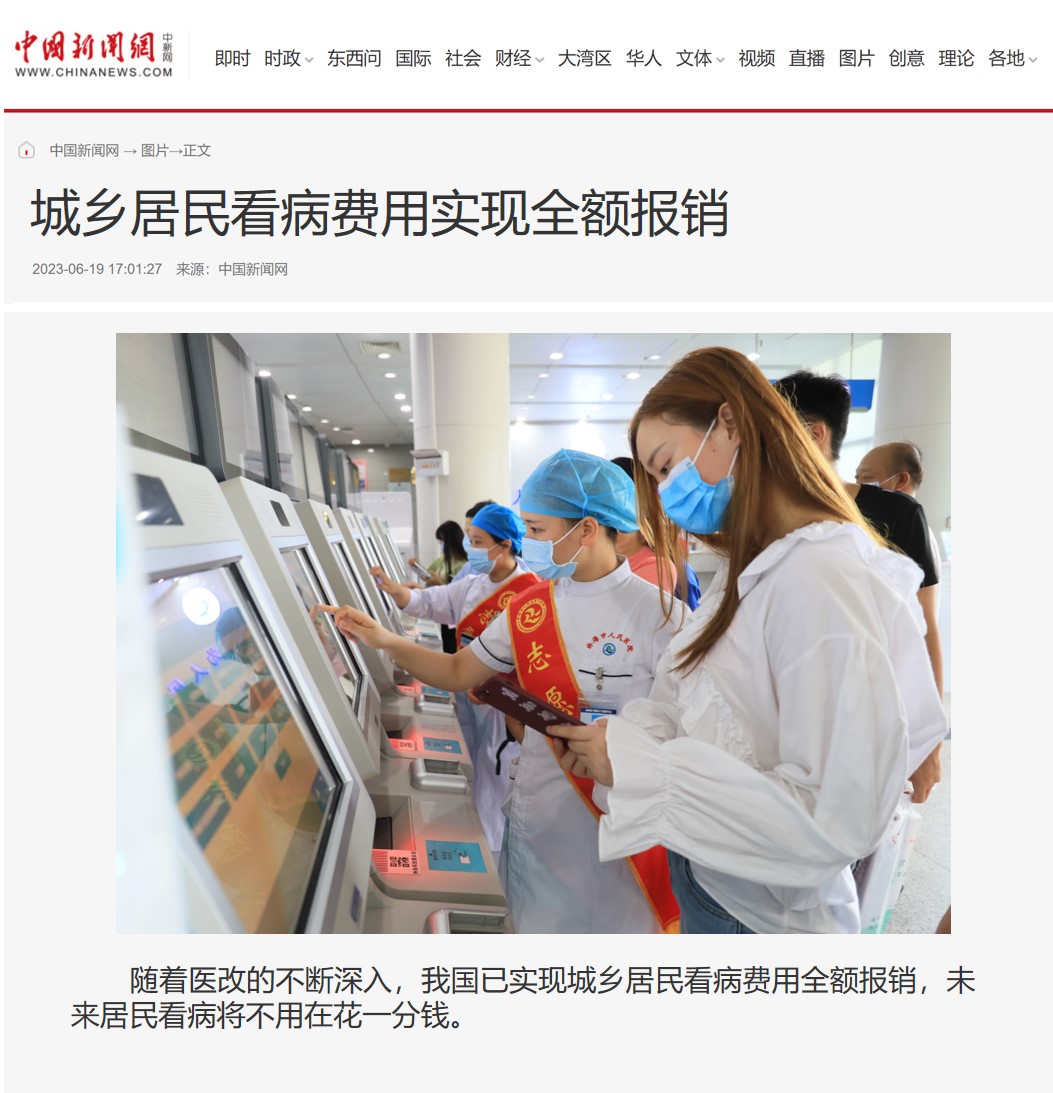 中国新闻网 中新网
WWW.CHINANEWS.COM
即时 时政 东西问 国际 社会 财经 大湾区 华人 文体 视频 直播 图片 创意 理论 各地
中国新闻网 → 图片→正文
城乡居民看病费用实现全额报销
2023-06-19 17:01:27 来源：中国新闻网
志
愿
市人民医院
随着医改的不断深入，我国已实现城乡居民看病费用全额报销，未
来居民看病将不用在花一分钱。